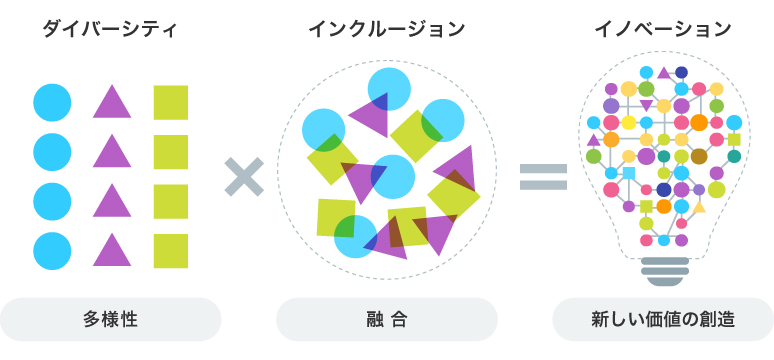 ダイバーシティ
インクルージョン
イノベーション
多様性
融合
新しい価値の創造